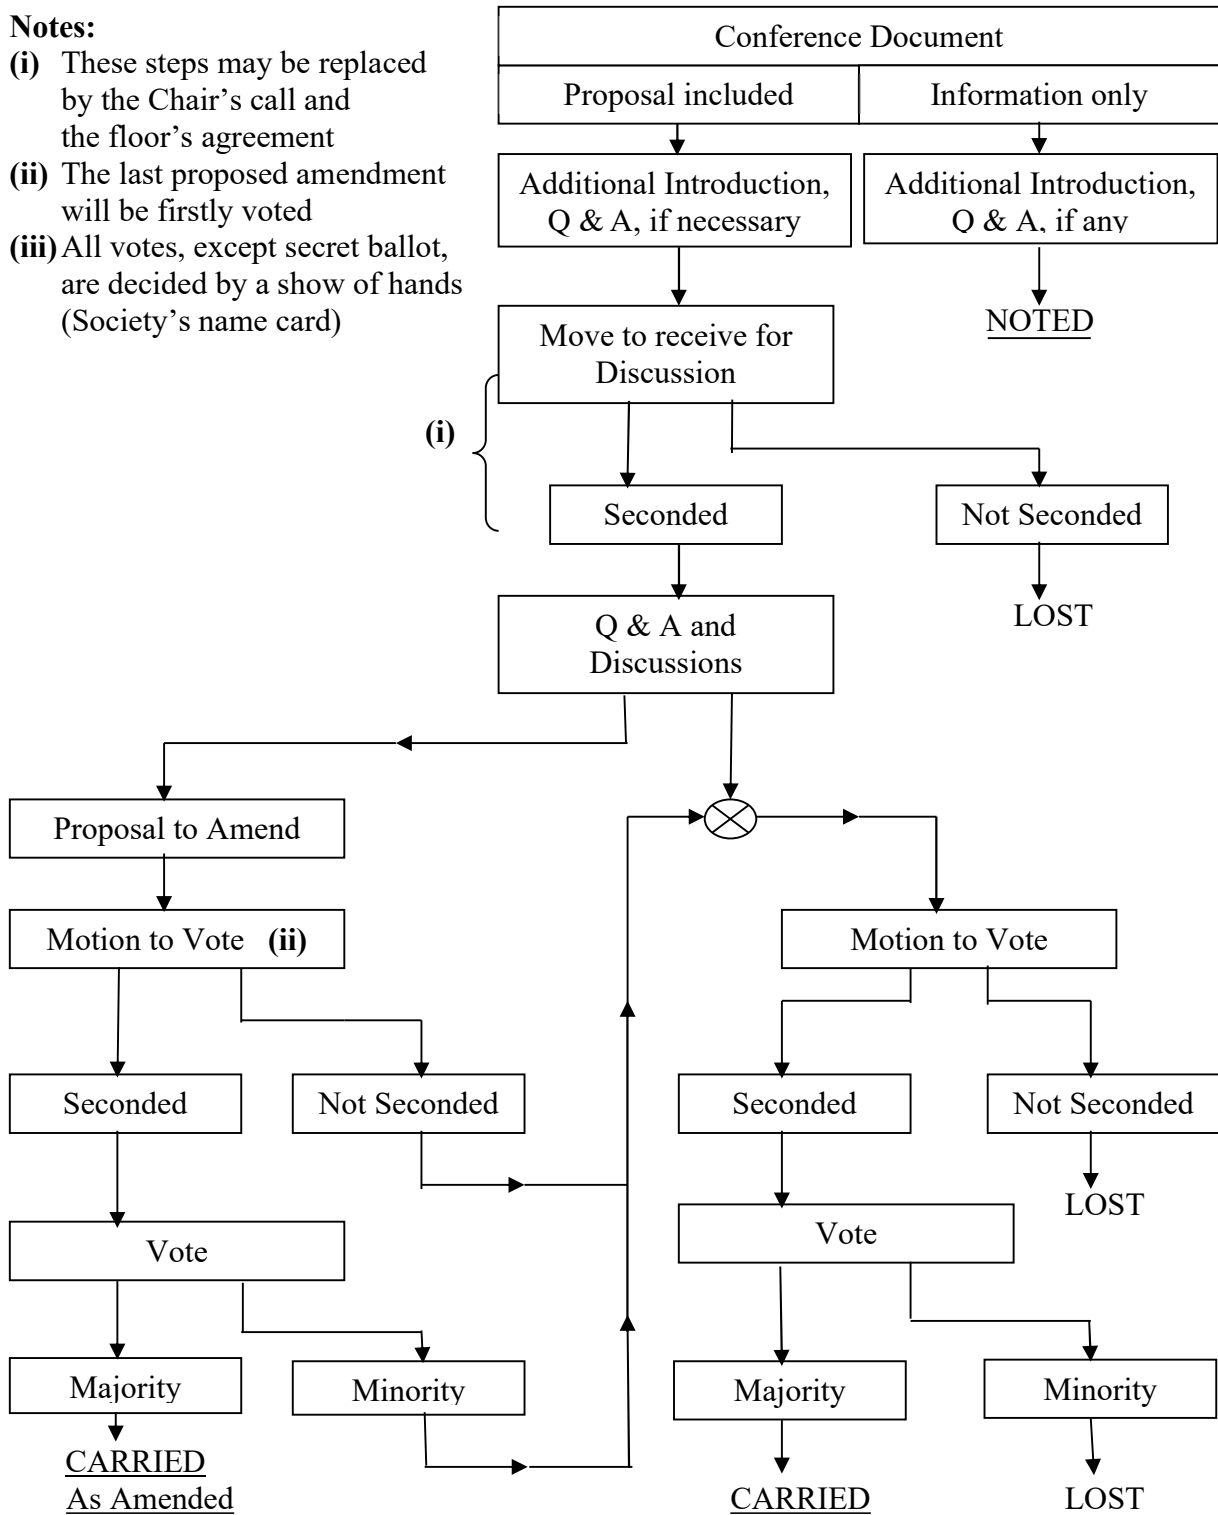 Notes:
(i) These steps may be replaced
by the Chair's call and
the floor's agreement
(ii) The last proposed amendment
will be firstly voted
(iii) All votes, except secret ballot,
are decided by a show of hands
(Society's name card)
Conference Document
Proposal included
Information only
Additional Introduction,
Q & A, if necessary
Additional Introduction,
Q & A, if any
NOTED
Move to receive for
Discussion
(i)
Seconded
Not Seconded
LOST
Q & A and
Discussions
Proposal to Amend
Motion to Vote (ii)
Motion to Vote
Seconded
Not Seconded
Seconded
Not Seconded
LOST
Vote
Vote
Majority
Minority
Majority
Minority
CARRIED
As Amended
CARRIED
LOST